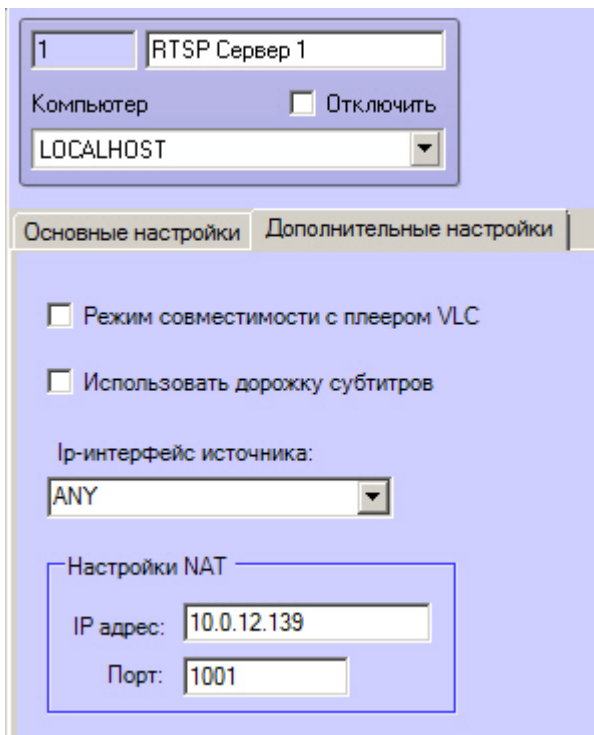 1 RTSP Сервер 1
Компьютер Отключить
LOCALHOST
Основные настройки Дополнительные настройки
Режим совместимости с плеером VLC
Использовать дорожку субтитров
Ip-интерфейс источника:
ANY
Настройки NAT
IP адрес: 10.0.12.139
Порт: 1001